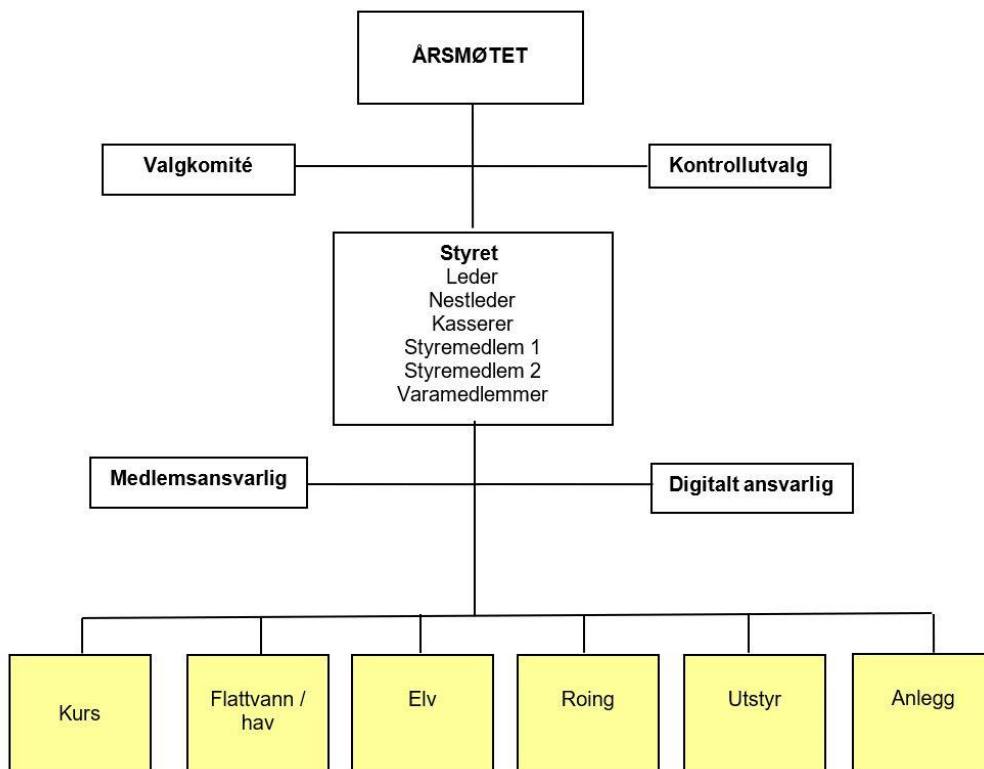 ÅRSMØTET
Valgkomité
Kontrollutvalg
Styret
Leder
Nestleder
Kasserer
Styremedlem 1
Styremedlem 2
Varamedlemmer
Medlemsansvarlig
Digitalt ansvarlig
Kurs
Flattvann /
hav
Elv
Roing
Utstyr
Anlegg